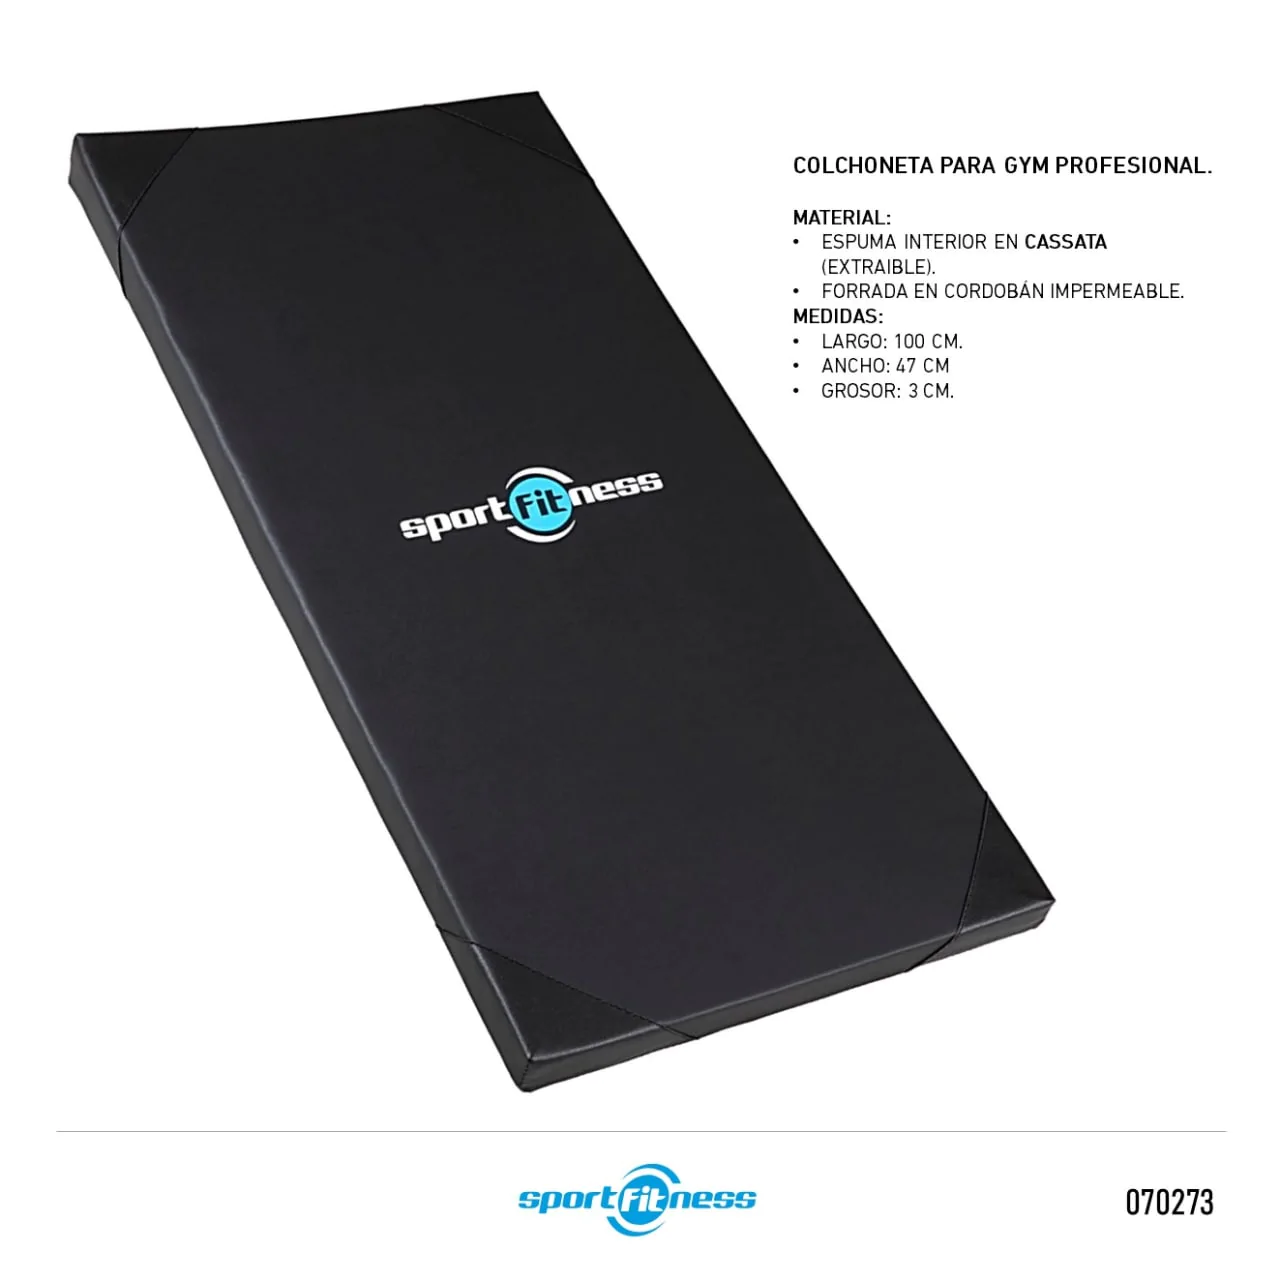 COLCHONETA PARA GYM PROFESIONAL.
MATERIAL:
• ESPUMA INTERIOR EN CASSATA
(EXTRAIBLE).
• FORRADA EN CORDOBÁN IMPERMEABLE.
MEDIDAS:
• LARGO: 100 CM.
• ANCHO: 47 CM
• GROSOR: 3 CM.
sportfitness
sportfitness
070273